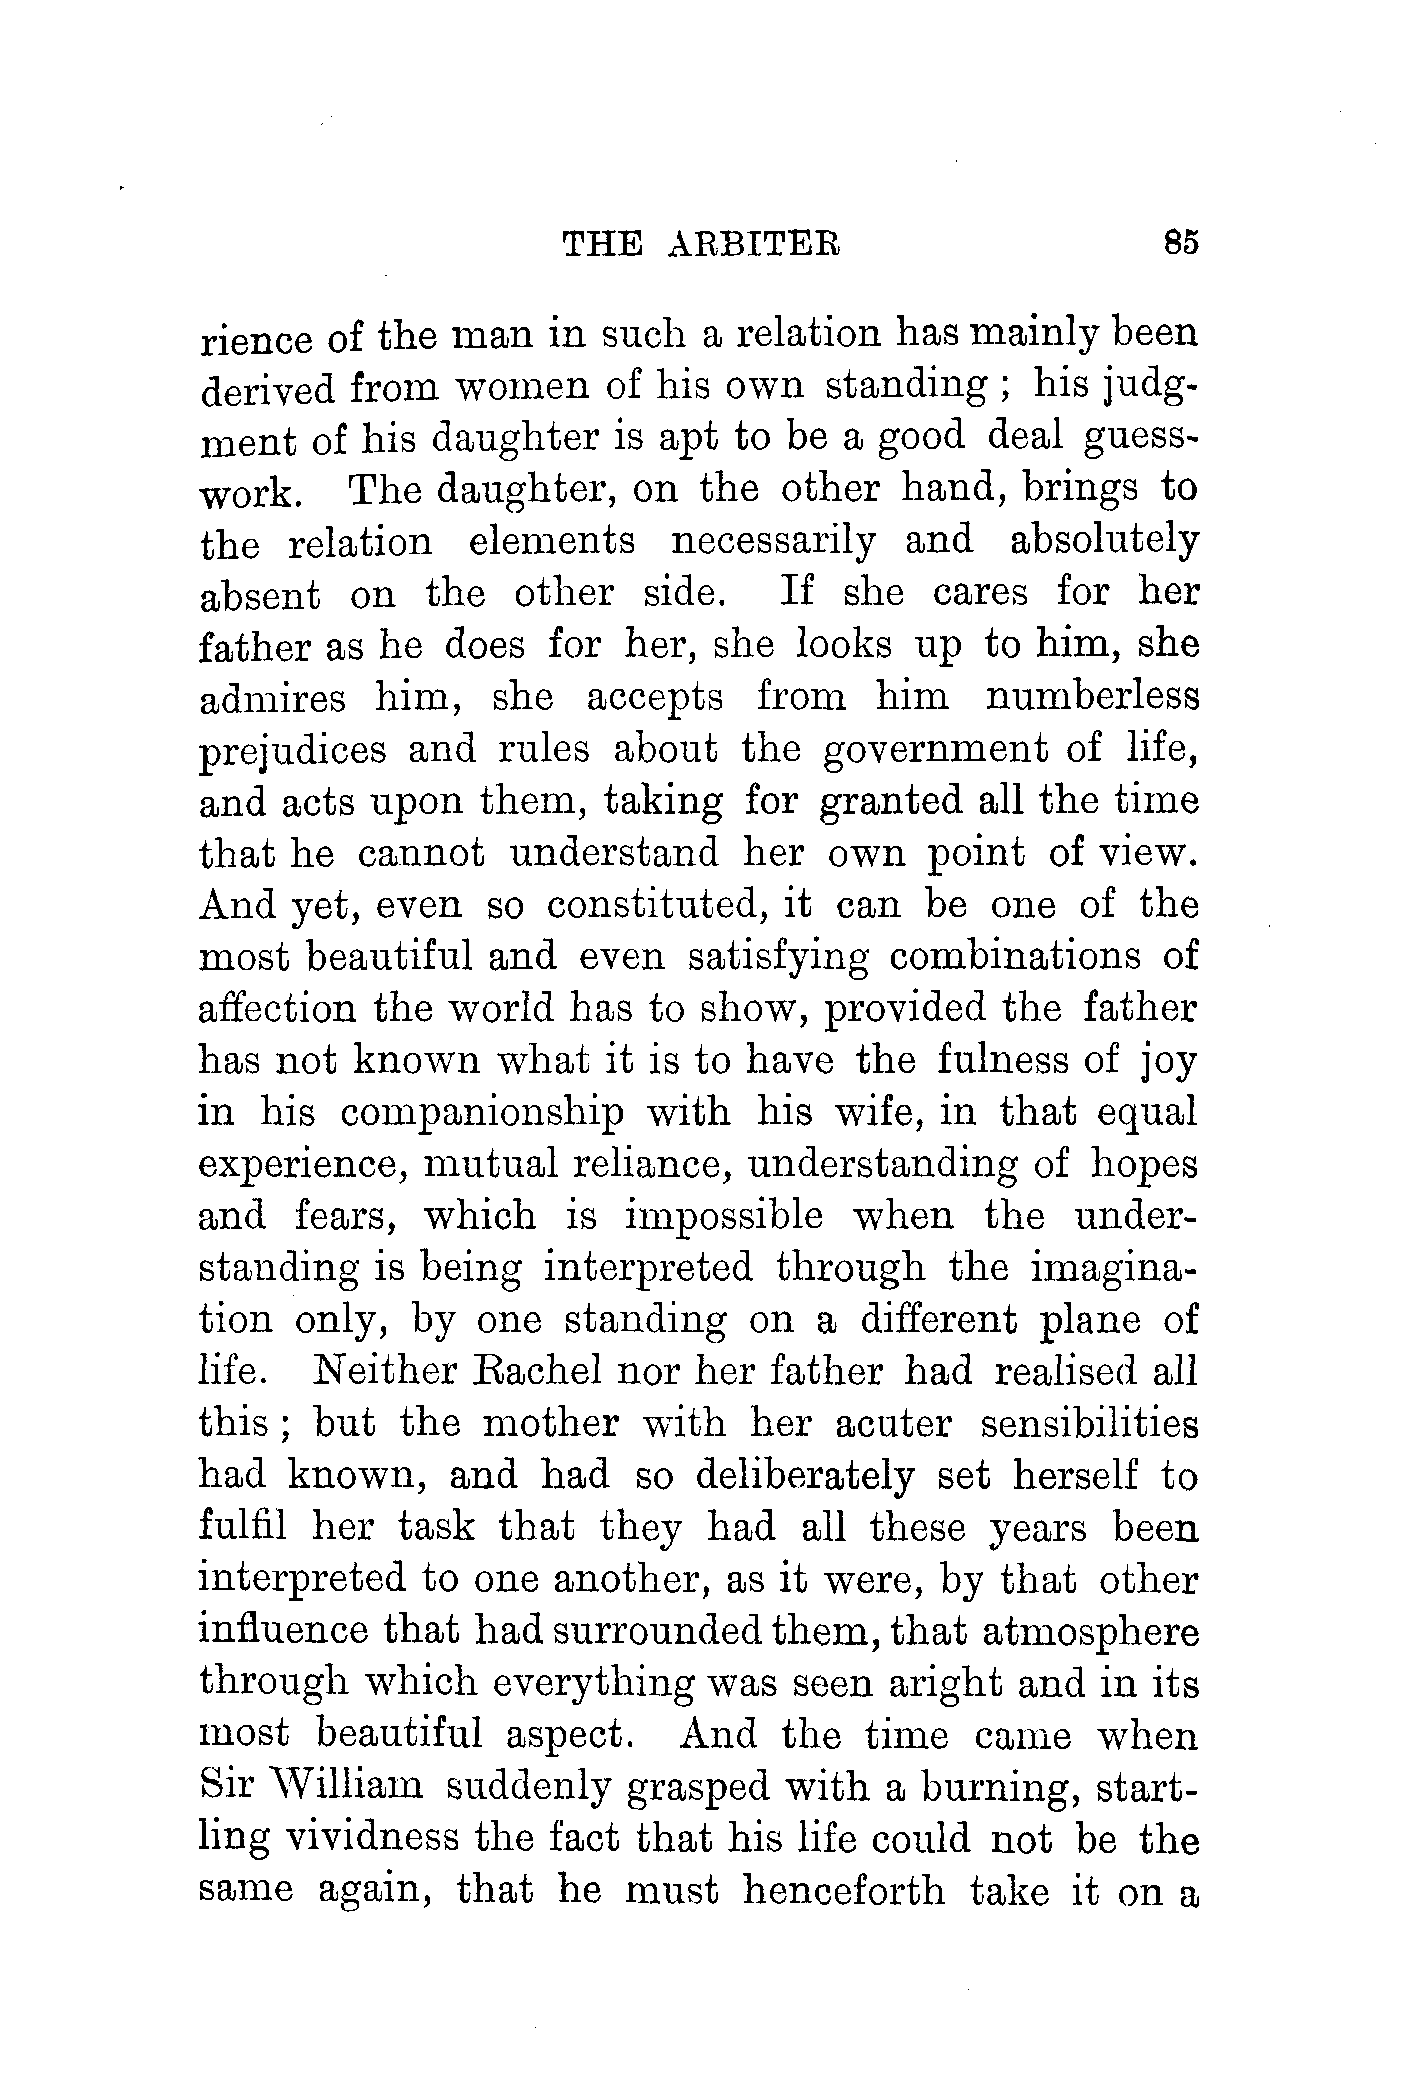 THE ARBITER 85
rience of the man in such a relation has mainly been
derived from women of his own standing ; his judg-
ment of his daughter is apt to be a good deal guess-
work. The daughter, on the other hand, brings to
the relation elements necessarily and absolutely
absent on the other side. If she cares for her
father as he does for her, she looks up to him, she
admires him, she accepts from him numberless
prejudices and rules about the government of life,
and acts upon them, taking for granted all the time
that he cannot understand her own point of view.
And yet, even so constituted, it can be one of the
most beautiful and even satisfying combinations of
affection the world has to show, provided the father
has not known what it is to have the fulness of joy
in his companionship with his wife, in that equal
experience, mutual reliance, understanding of hopes
and fears, which is impossible when the under-
standing is being interpreted through the imagina-
tion only, by one standing on a different plane of
life. Neither Rachel nor her father had realised all
this ; but the mother with her acuter sensibilities
had known, and had so deliberately set herself to
fulfil her task that they had all these years been
interpreted to one another, as it were, by that other
influence that had surrounded them, that atmosphere
through which everything was seen aright and in its
most beautiful aspect. And the time came when
Sir William suddenly grasped with a burning, start-
ling vividness the fact that his life could not be the
same again, that he must henceforth take it on a